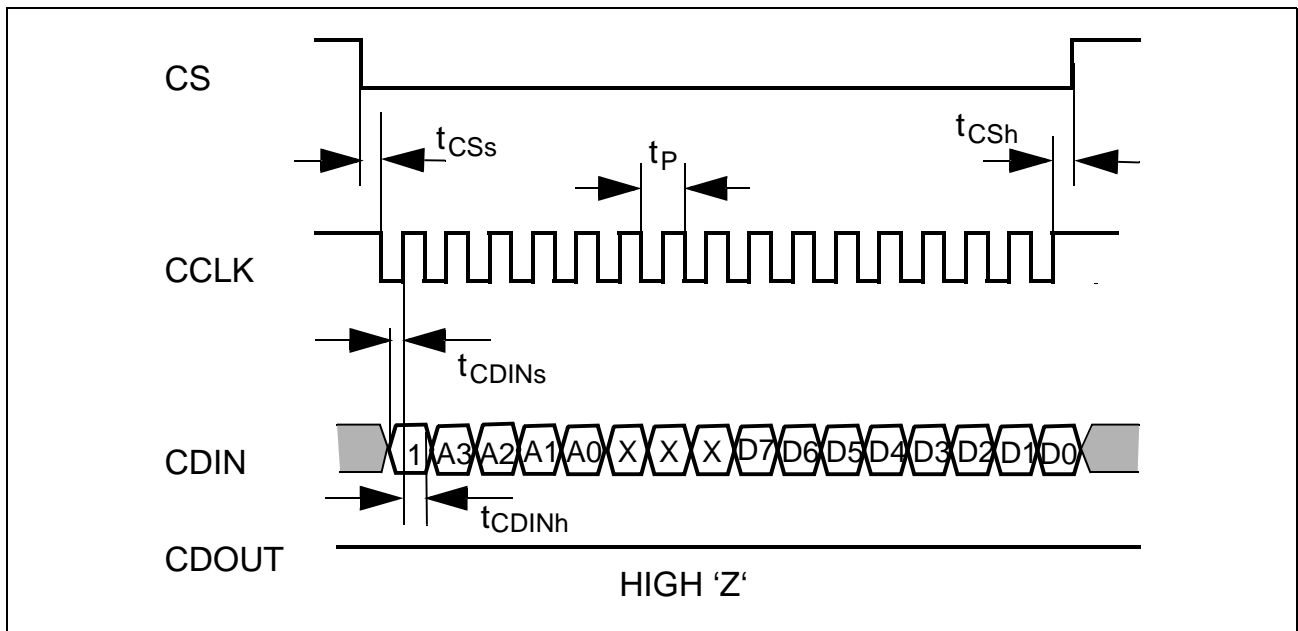 CS
tCSs
tP
tCSh
CCLK
tCDINs
CDIN
1 A3 A2 A1 A0 X X X D7 D6 D5 D4 D3 D2 D1 D0
tCDINh
CDOUT
HIGH ‘Z‘